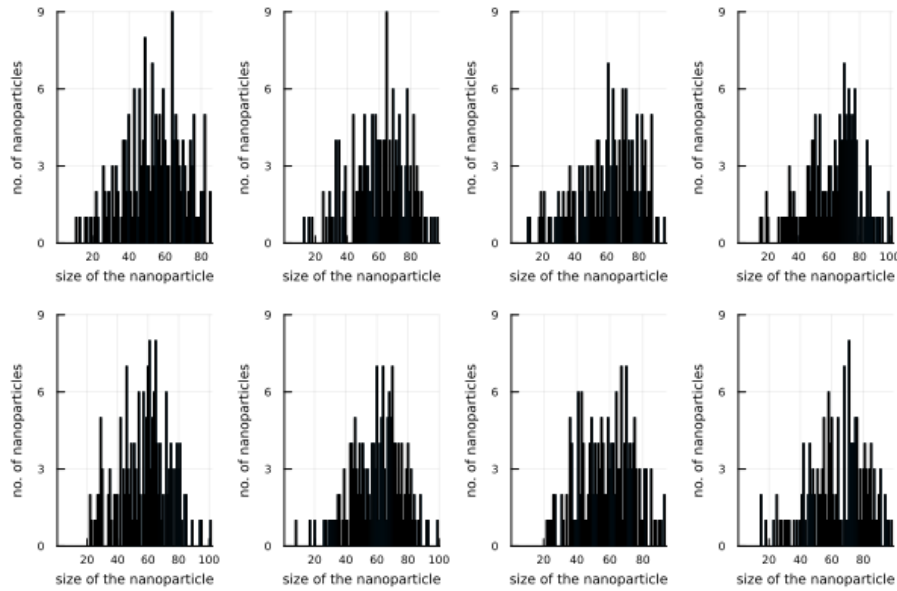 9 9 9 9
6 6 6 6
3 3 3 3
0 0 0 0
no. of nanoparticles no. of nanoparticles no. of nanoparticles no. of nanoparticles
20 40 60 80 20 40 60 80 20 40 60 80 20 40 60 80 100
size of the nanoparticle size of the nanoparticle size of the nanoparticle size of the nanoparticle
9 9 9 9
6 6 6 6
3 3 3 3
0 0 0 0
no. of nanoparticles no. of nanoparticles no. of nanoparticles no. of nanoparticles
20 40 60 80 100 20 40 60 80 100 20 40 60 80 20 40 60 80
size of the nanoparticle size of the nanoparticle size of the nanoparticle size of the nanoparticle